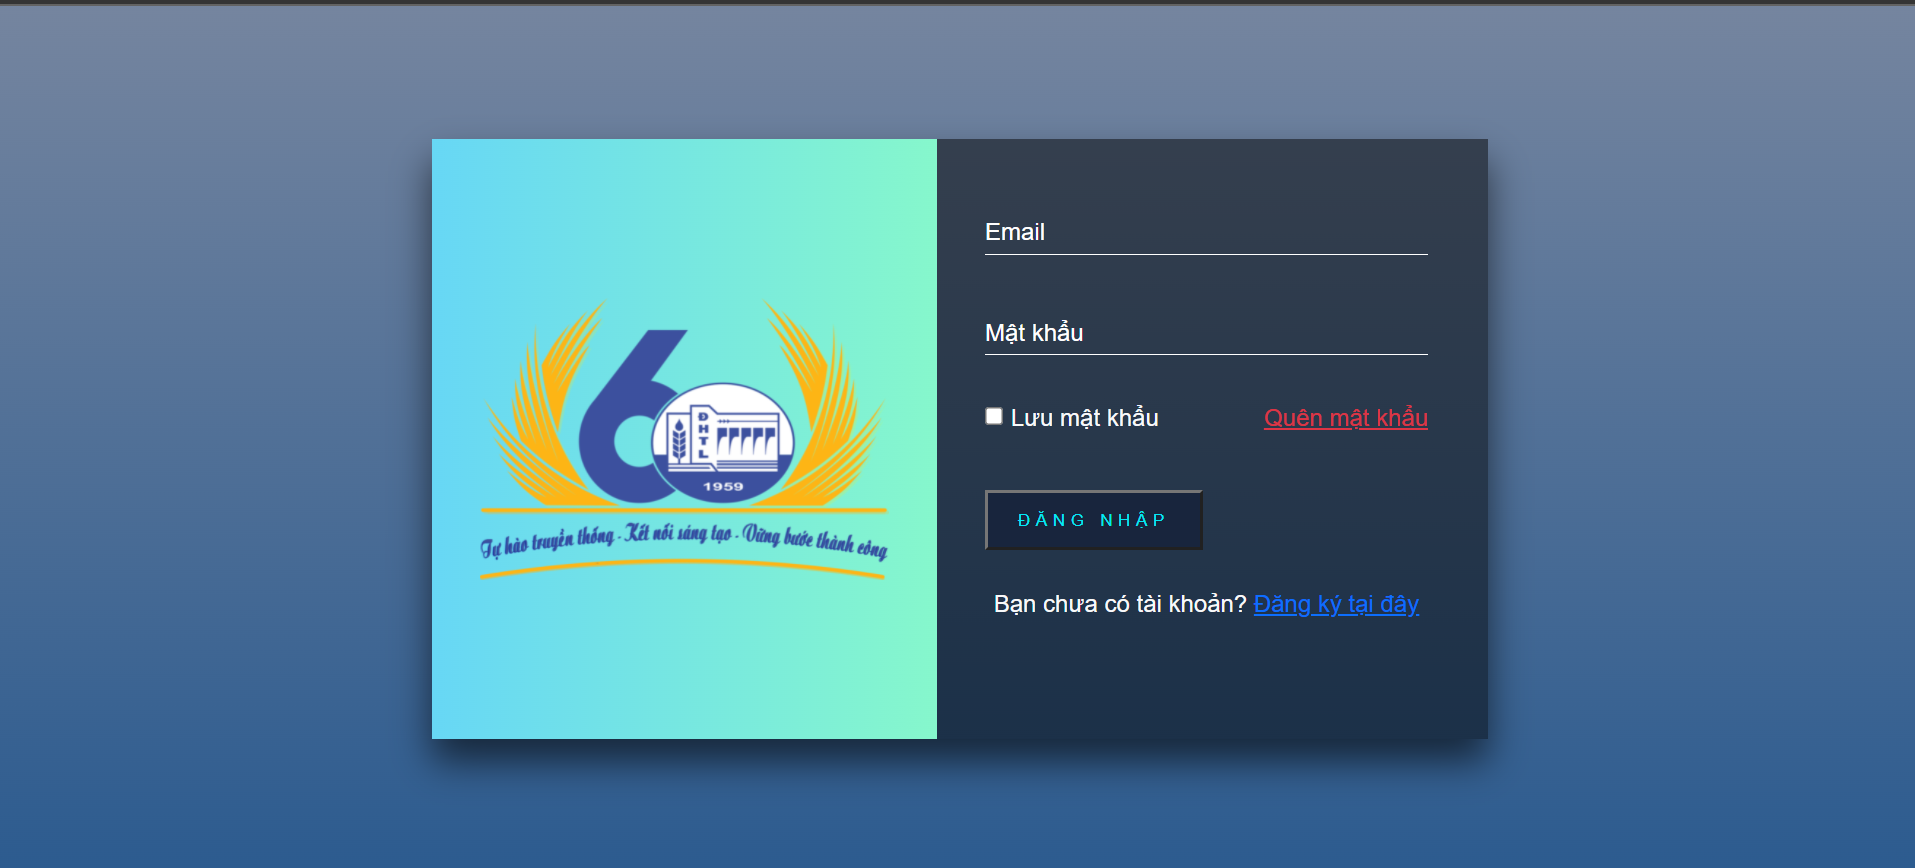 60
ĐHTL
1959
Tự hào truyền thống - Kết nối sáng tạo - Vững bước thành công
Email
Mật khẩu
Lưu mật khẩu
Quên mật khẩu
ĐĂNG NHẬP
Bạn chưa có tài khoản? Đăng ký tại đây